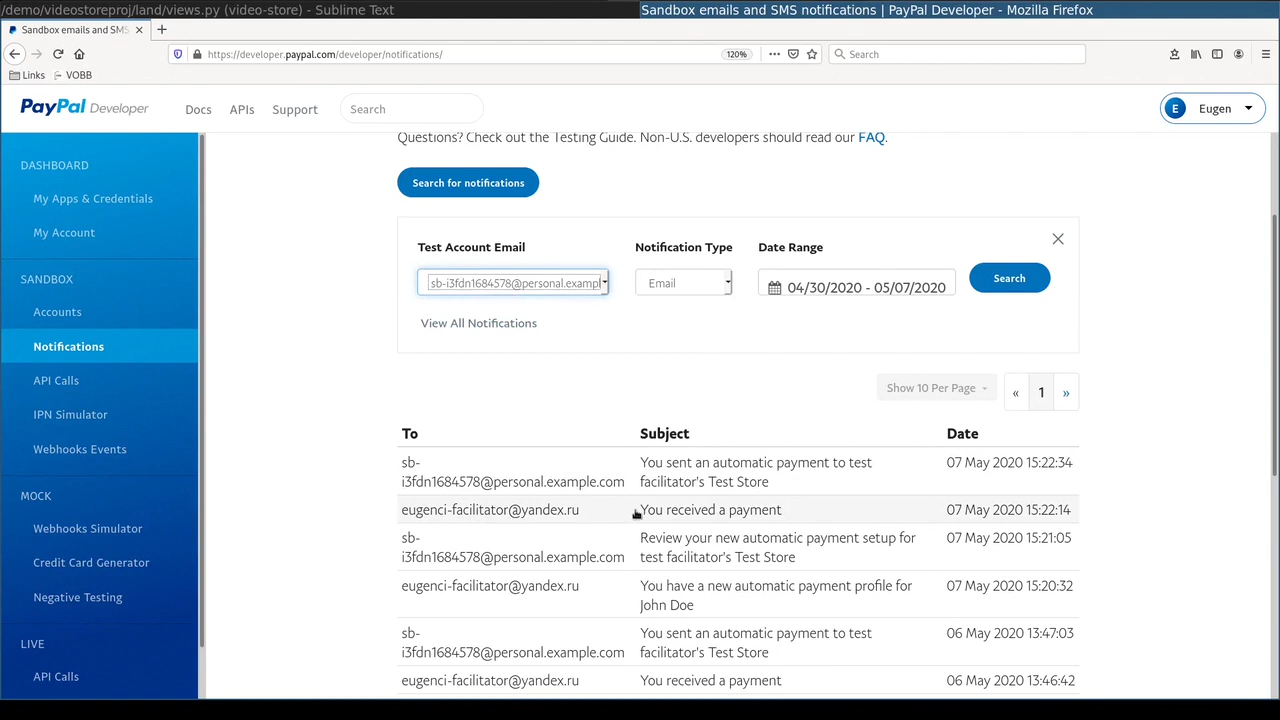 /demo/videostoreproj/land/views.py (video-store) - Sublime Text
Sandbox emails and SMS notifications | PayPal Developer - Mozilla Firefox
Sandbox emails and SMS
https://developer.paypal.com/developer/notifications/
120%
Search
Links
VOBB
PayPal Developer
Docs
APIs
Support
Search
E
Eugen
DASHBOARD
My Apps & Credentials
My Account
SANDBOX
Accounts
Notifications
API Calls
IPN Simulator
Webhooks Events
MOCK
Webhooks Simulator
Credit Card Generator
Negative Testing
LIVE
API Calls
Questions? Check out the Testing Guide. Non-U.S. developers should read our FAQ.
Search for notifications
Test Account Email
Notification Type
Date Range
sb-i3fdn1684578@personal.exampl
Email
04/30/2020 - 05/07/2020
Search
View All Notifications
Show 10 Per Page
« 1 »
To Subject Date
sb- You sent an automatic payment to test 07 May 2020 15:22:34
i3fdn1684578@personal.example.com facilitator's Test Store
eugenci-facilitator@yandex.ru You received a payment 07 May 2020 15:22:14
sb- Review your new automatic payment setup for 07 May 2020 15:21:05
i3fdn1684578@personal.example.com test facilitator's Test Store
eugenci-facilitator@yandex.ru You have a new automatic payment profile for 07 May 2020 15:20:32
John Doe
sb- You sent an automatic payment to test 06 May 2020 13:47:03
i3fdn1684578@personal.example.com facilitator's Test Store
eugenci-facilitator@yandex.ru You received a payment 06 May 2020 13:46:42